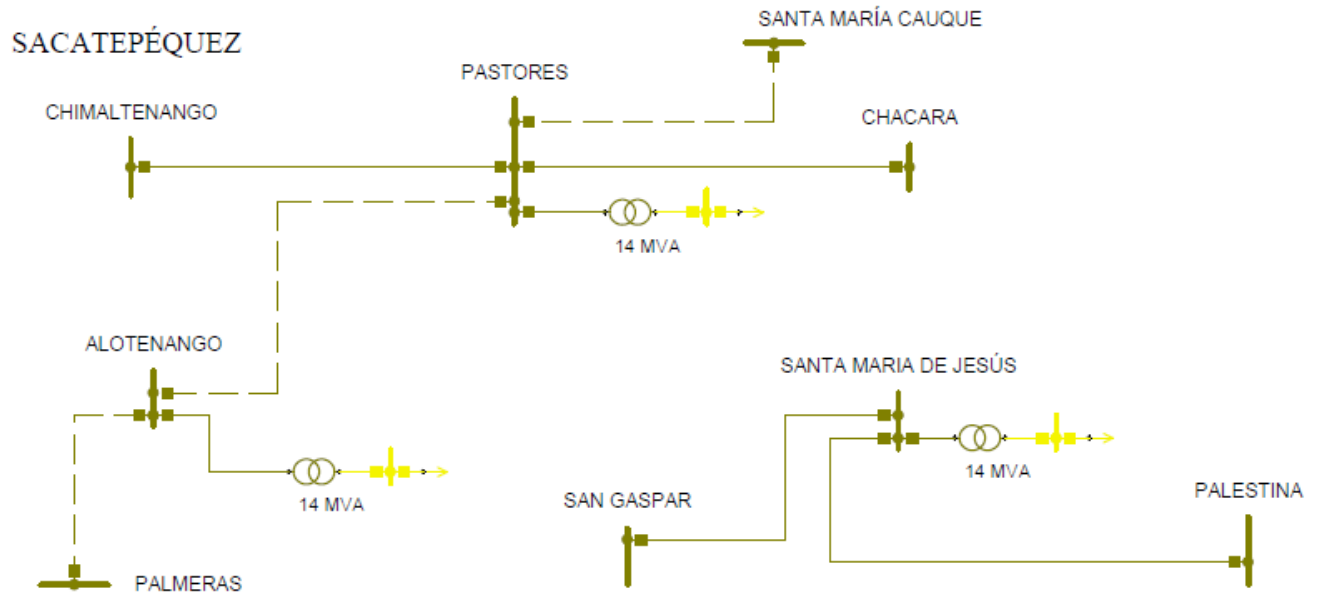 SACATEPÉQUEZ
SANTA MARÍA CAUQUE
PASTORES
CHIMALTENANGO
CHACARA
14 MVA
ALOTENANGO
SANTA MARIA DE JESÚS
14 MVA
14 MVA
SAN GASPAR
PALESTINA
PALMERAS